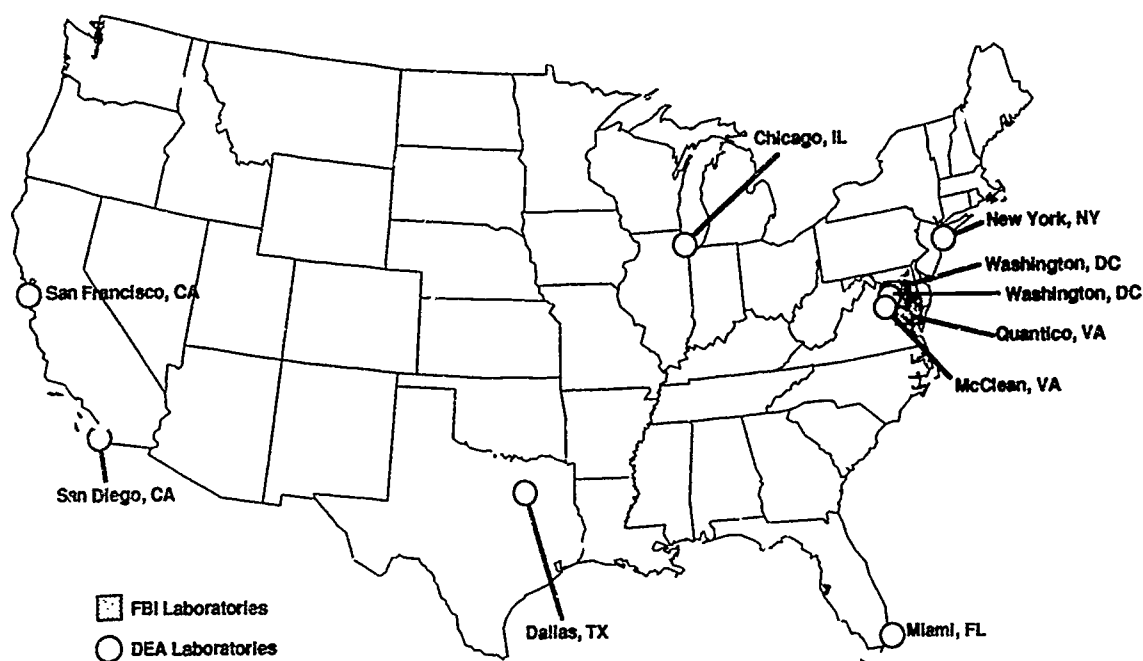 Chicago, IL
New York, NY
Washington, DC
Washington, DC
San Francisco, CA
Quantico, VA
McClean, VA
San Diego, CA
FBI Laboratories
Dallas, TX
Miami, FL
DEA Laboratories